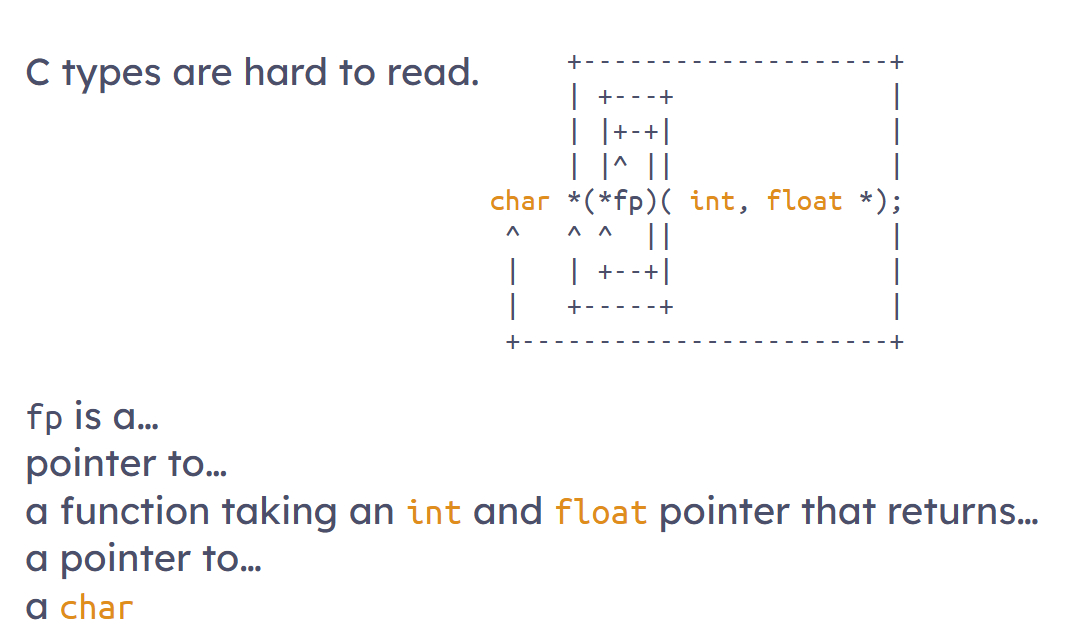 C types are hard to read.
+--------------------+
| +---+              |
| |+-+|              |
| |^ ||              |
char *(*fp)( int, float *);
^   ^ ^  ||              |
|   | +--+|              |
|   +-----+              |
+------------------------+
fp is a…
pointer to…
a function taking an int and float pointer that returns…
a pointer to…
a char